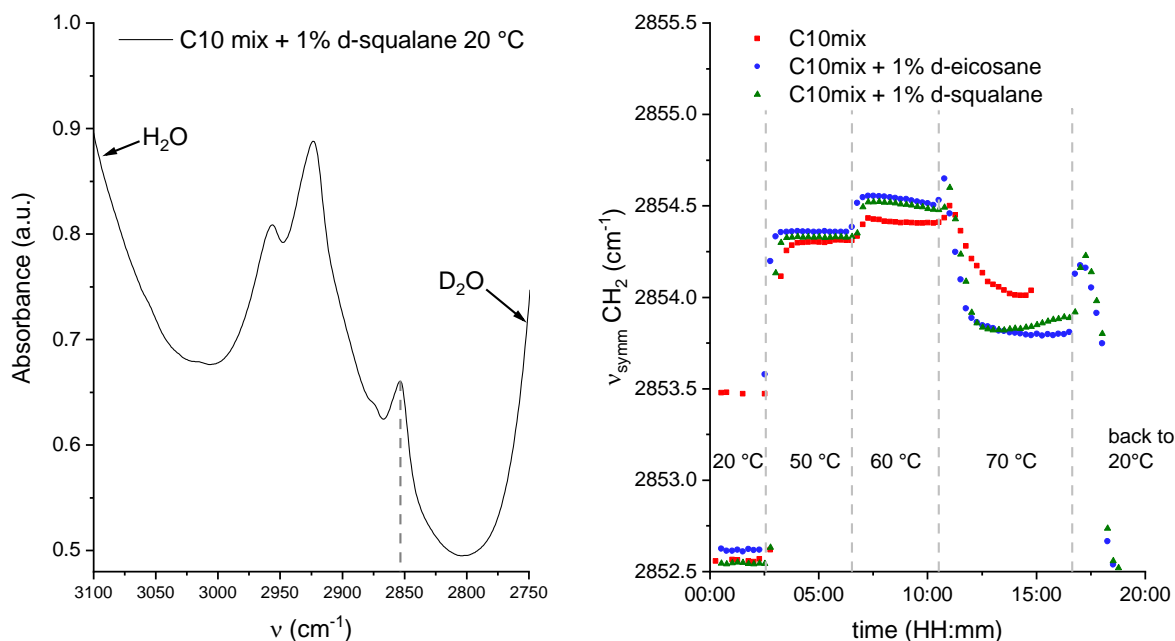 C10 mix + 1% d-squalane 20 °C
H₂O
D₂O
Absorbance (a.u.)
1.0
0.9
0.8
0.7
0.6
0.5
3100 3050 3000 2950 2900 2850 2800 2750
ν (cm⁻¹)
C10mix
C10mix + 1% d-eicosane
C10mix + 1% d-squalane
ν symm CH₂ (cm⁻¹)
2855.5
2855.0
2854.5
2854.0
2853.5
2853.0
2852.5
20 °C 50 °C 60 °C 70 °C
back to
20°C
00:00 05:00 10:00 15:00 20:00
time (HH:mm)